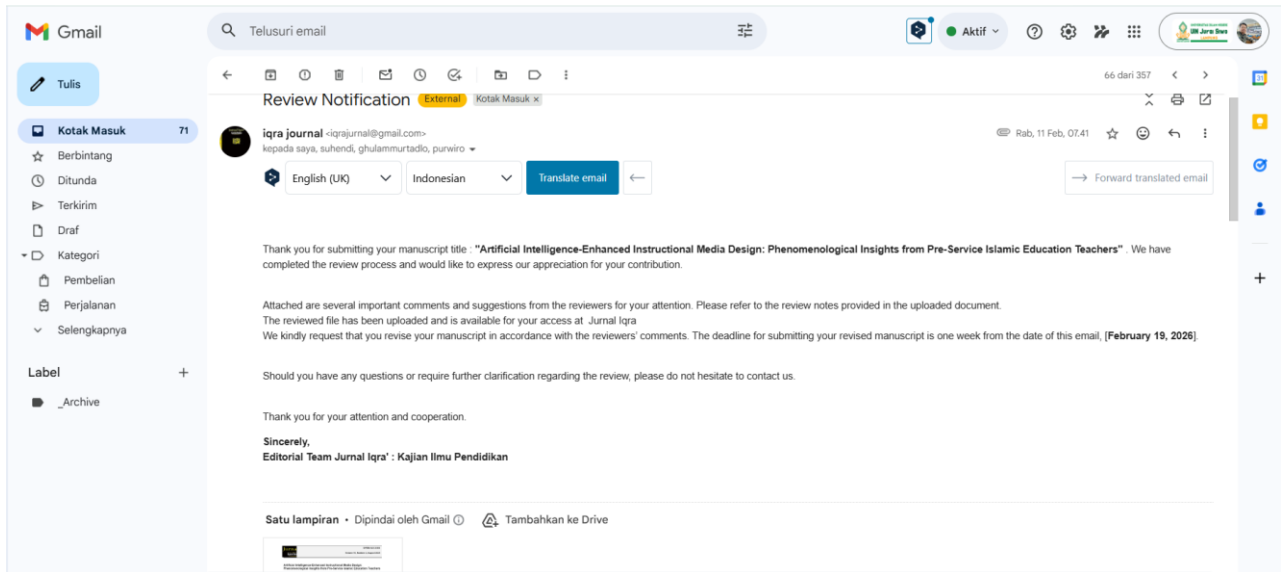 Gmail
Telusuri email
Aktif
Tulis
66 dari 357
Review Notification External Kotak Masuk ×
Kotak Masuk 71
iqra journal <iqrajurnal@gmail.com>
Rab, 11 Feb, 07.41
kepada saya, suhendi, ghulammurtadlo, purwiro
Berbintang
Ditunda
Terkirim
Draf
Kategori
Pembelian
Perjalanan
Selengkapnya
Label +
_Archive
English (UK) Indonesian Translate email Forward translated email
Thank you for submitting your manuscript title : "Artificial Intelligence-Enhanced Instructional Media Design: Phenomenological Insights from Pre-Service Islamic Education Teachers" . We have
completed the review process and would like to express our appreciation for your contribution.
Attached are several important comments and suggestions from the reviewers for your attention. Please refer to the review notes provided in the uploaded document.
The reviewed file has been uploaded and is available for your access at Jurnal Iqra
We kindly request that you revise your manuscript in accordance with the reviewers' comments. The deadline for submitting your revised manuscript is one week from the date of this email, [February 19, 2026].
Should you have any questions or require further clarification regarding the review, please do not hesitate to contact us.
Thank you for your attention and cooperation.
Sincerely,
Editorial Team Jurnal Iqra' : Kajian Ilmu Pendidikan
Satu lampiran • Dipindai oleh Gmail Tambahkan ke Drive